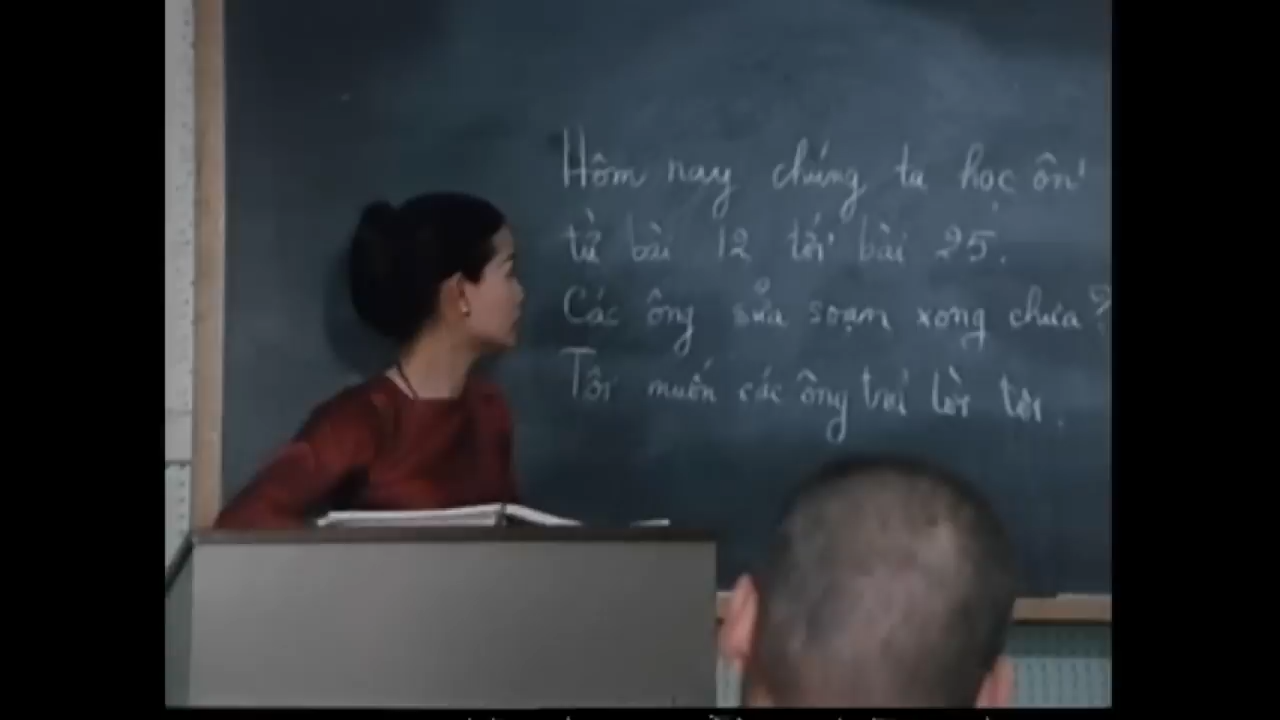 Hôm nay chúng ta học ôn
từ bài 12 tới bài 25.
Các ông sửa soạn xong chưa?
Tôi muốn các ông trả lời tôi.